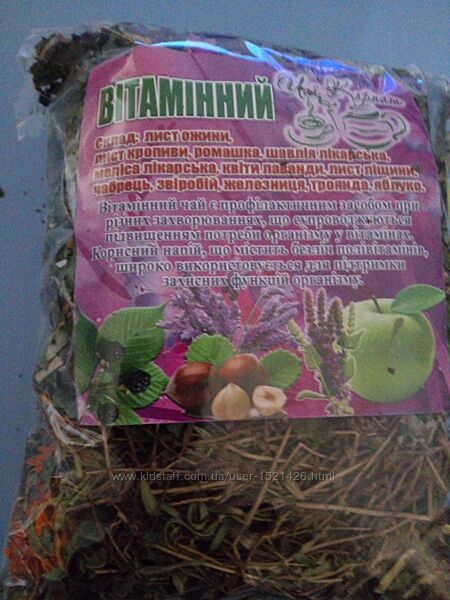 Чаї Карпат
ВІТАМІННИЙ
Склад: лист ожини,
лист кропиви, ромашка, шавлія лікарська,
меліса лікарська, квіти лаванди, лист ліщини,
чабрець, звіробій, железниця, троянда, яблуко.
Вітамінний чай є профілактичним засобом при
різних захворюваннях, що супроводжуються
підвищенням потреби організму у вітамінах.
Корисний напій, що містить безліч полівітамінів,
широко використовується для підтримки
захисних функцій організму.
www.kidstaff.com.ua/user-1521426.html